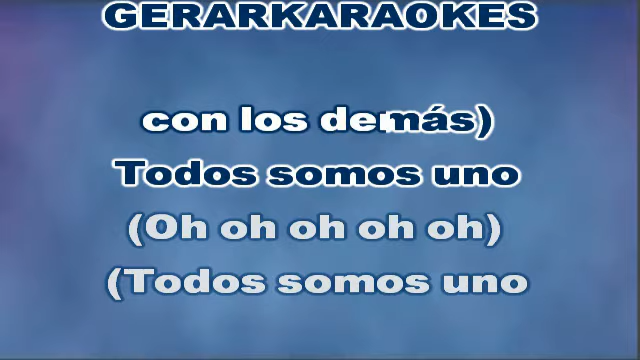 GERARKARAOKES
con los demás)
Todos somos uno
(Oh oh oh oh oh)
(Todos somos uno